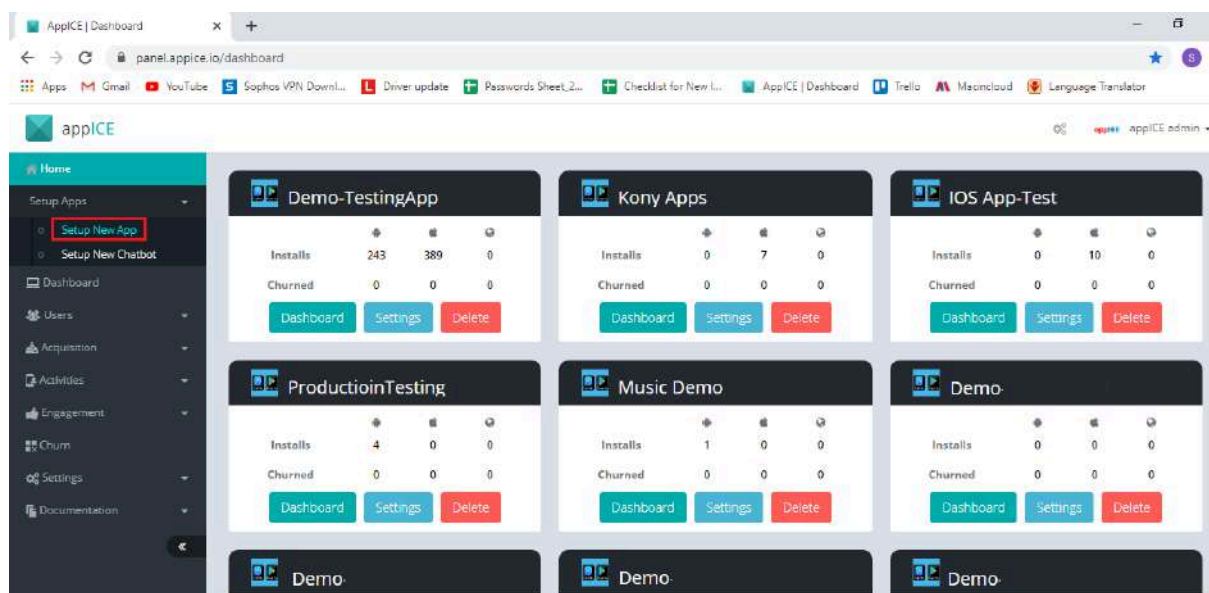 AppICE | Dashboard
panel.appice.io/dashboard
S
Apps Gmail YouTube Sophos VPN Downl... Driver update Passwords Sheet_2... Checklist for New I... AppICE | Dashboard Trello Macincloud Language Translator
appICE
appICE admin
Home
Setup Apps
Setup New App
Setup New Chatbot
Dashboard
Users
Acquisition
Activities
Engagement
Churn
Settings
Documentation
Demo-TestingApp
Installs 243 389 0
Churned 0 0 0
Dashboard Settings Delete
Kony Apps
Installs 0 7 0
Churned 0 0 0
Dashboard Settings Delete
IOS App-Test
Installs 0 10 0
Churned 0 0 0
Dashboard Settings Delete
ProductioinTesting
Installs 4 0 0
Churned 0 0 0
Dashboard Settings Delete
Music Demo
Installs 1 0 0
Churned 0 0 0
Dashboard Settings Delete
Demo-
Installs 0 0 0
Churned 0 0 0
Dashboard Settings Delete
Demo-
Demo-
Demo-